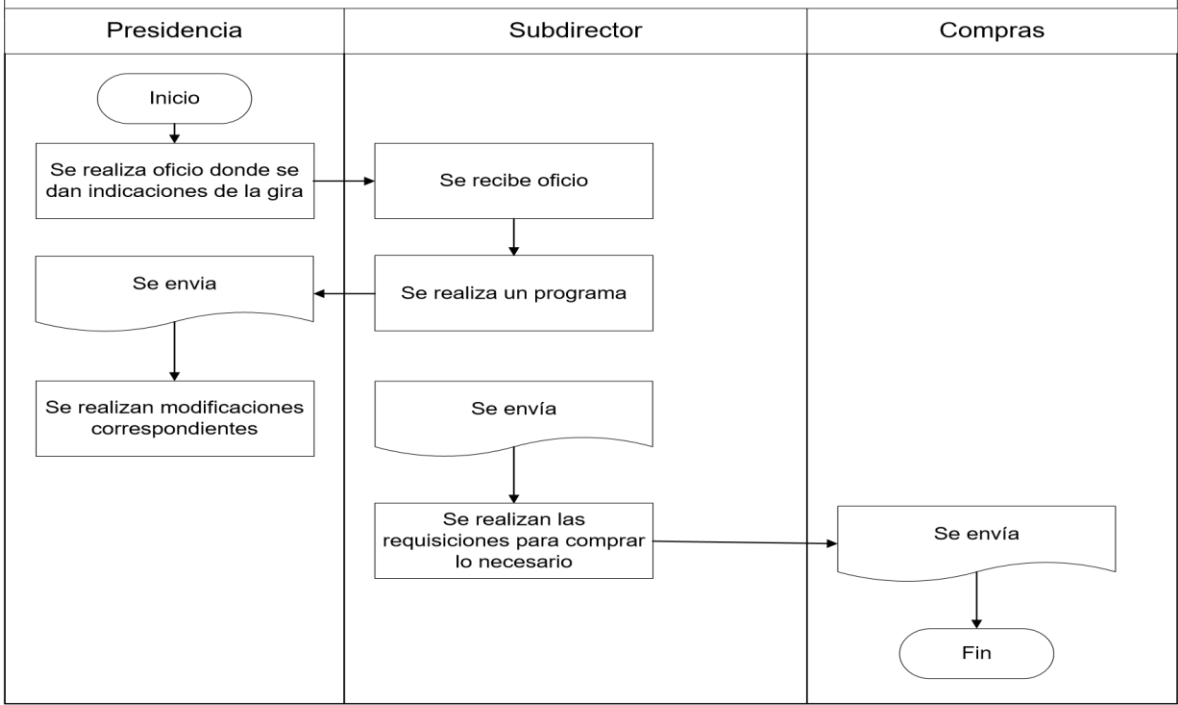 Presidencia
Subdirector
Compras
Inicio
Se realiza oficio donde se
dan indicaciones de la gira
Se recibe oficio
Se envia
Se realiza un programa
Se realizan modificaciones
correspondientes
Se envía
Se realizan las
requisiciones para comprar
lo necesario
Se envía
Fin